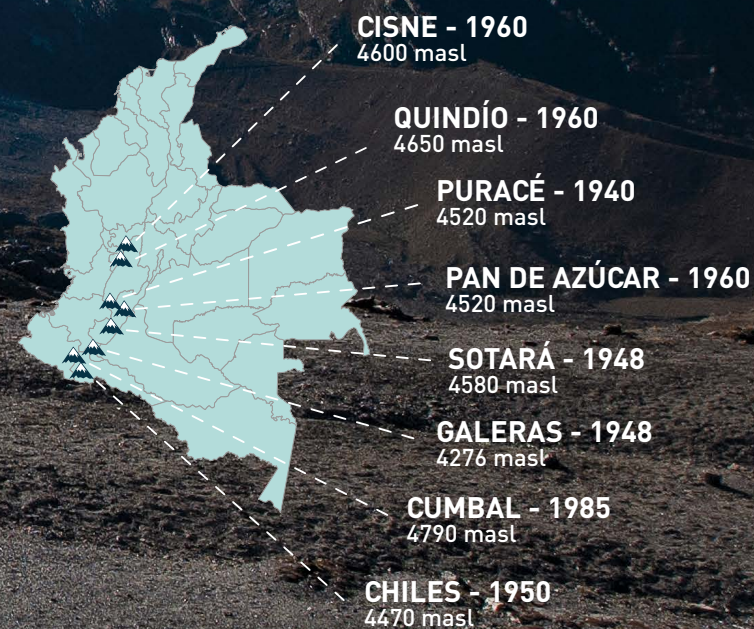 CISNE - 1960
4600 masl
QUINDÍO - 1960
4650 masl
PURACÉ - 1940
4520 masl
PAN DE AZÚCAR - 1960
4520 masl
SOTARÁ - 1948
4580 masl
GALERAS - 1948
4276 masl
CUMBAL - 1985
4790 masl
CHILES - 1950
4470 masl